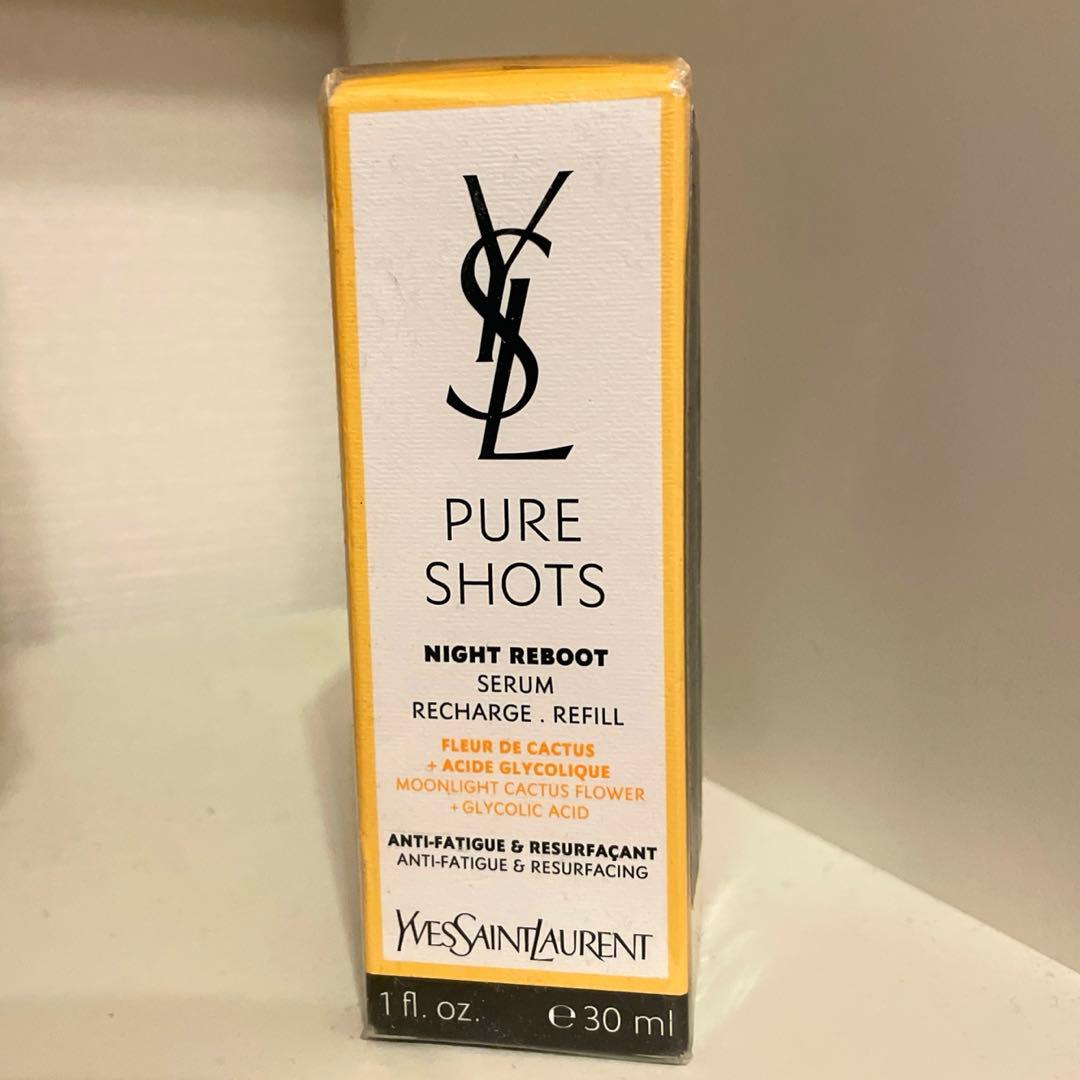 YSL
PURE
SHOTS
NIGHT REBOOT
SERUM
RECHARGE . REFILL
FLEUR DE CACTUS
+ ACIDE GLYCOLIQUE
MOONLIGHT CACTUS FLOWER
+ GLYCOLIC ACID
ANTI-FATIGUE & RESURFAÇANT
ANTI-FATIGUE & RESURFACING
YVESSAINTLAURENT
1 fl. oz. ℮ 30 ml